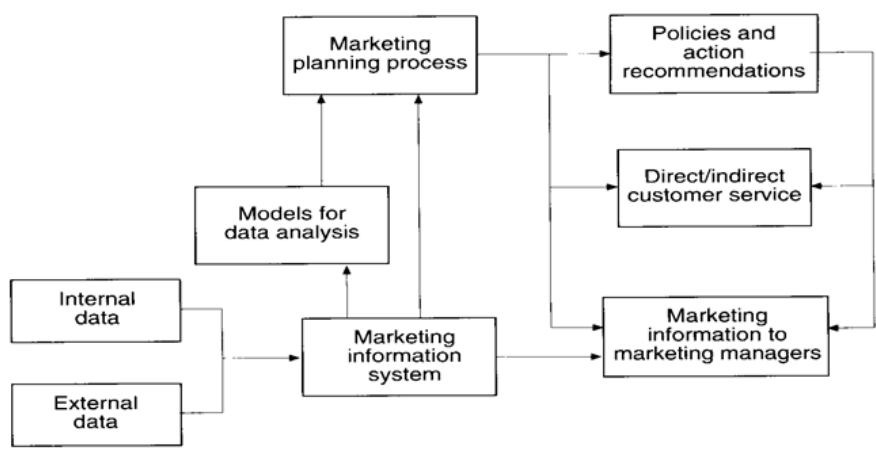 Marketing
planning process
Policies and
action
recommendations
Direct/indirect
customer service
Models for
data analysis
Internal
data
Marketing
information
system
Marketing
information to
marketing managers
External
data